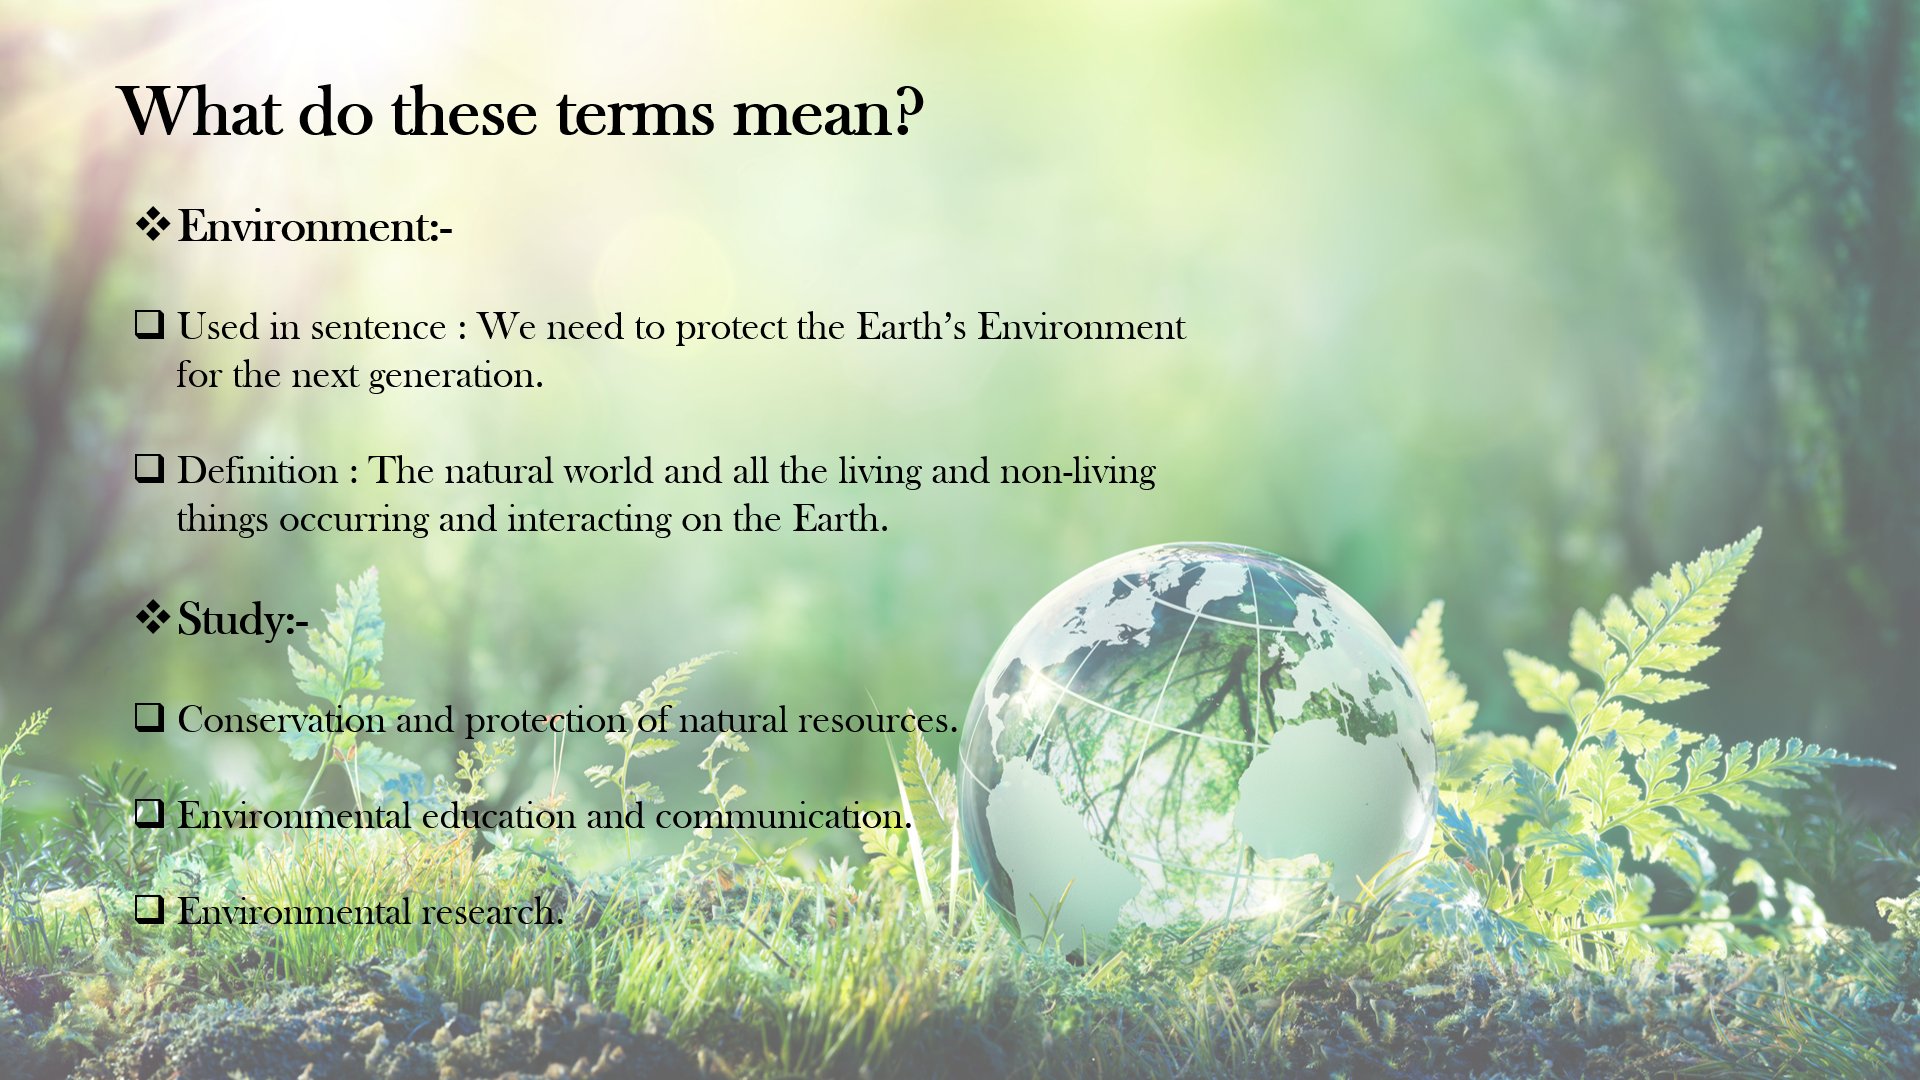 What do these terms mean?
❖Environment:-
❑ Used in sentence : We need to protect the Earth’s Environment
for the next generation.
❑ Definition : The natural world and all the living and non-living
things occurring and interacting on the Earth.
❖Study:-
❑ Conservation and protection of natural resources.
❑ Environmental education and communication.
❑ Environmental research.